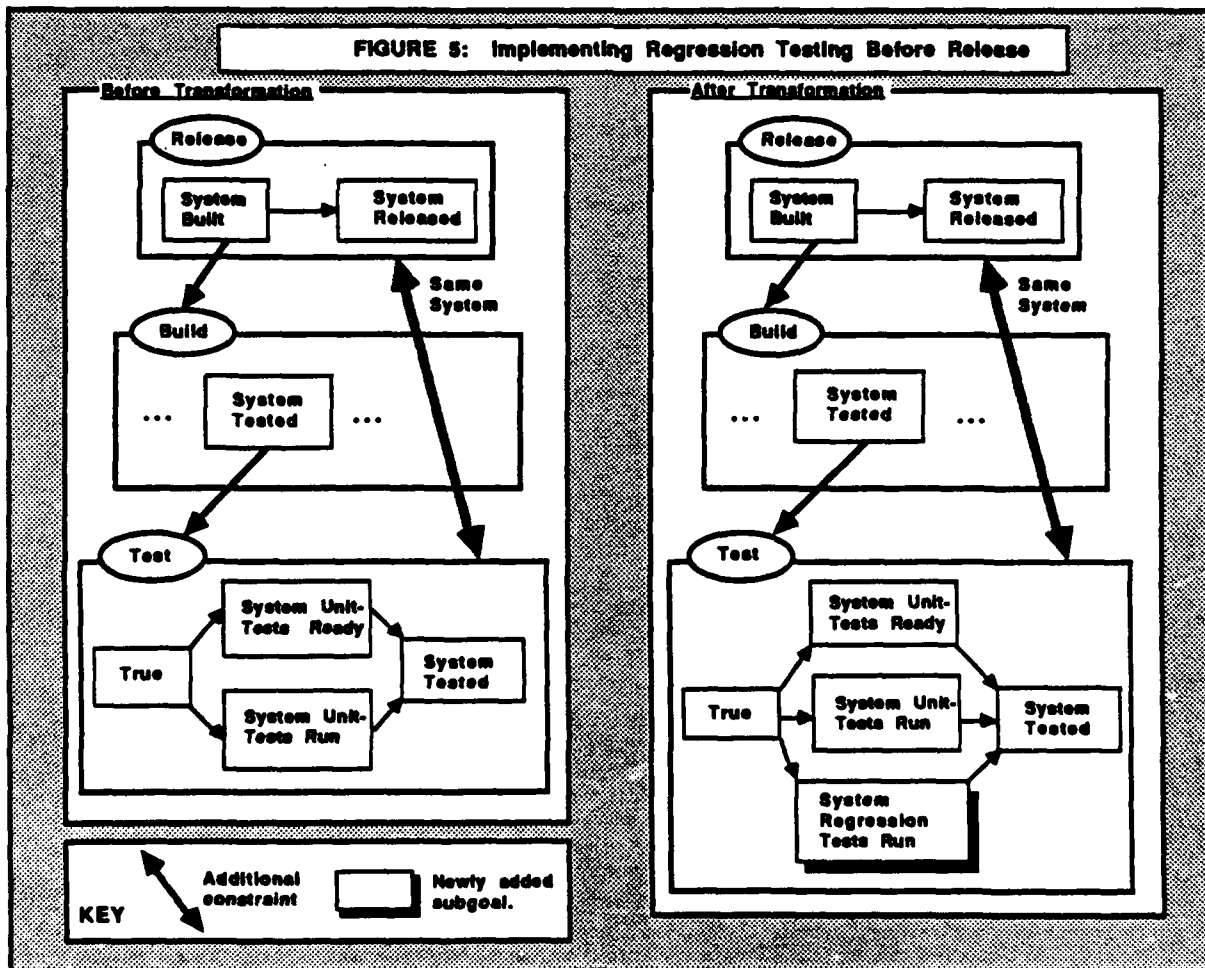 FIGURE 5: Implementing Regression Testing Before Release
Before Transformation
Release
System
Built
System
Released
Same
System
Build
...
System
Tested
...
Test
True
System Unit-
Tests Ready
System Unit-
Tests Run
System
Tested
KEY
Additional
constraint
Newly added
subgoal.
After Transformation
Release
System
Built
System
Released
Same
System
Build
...
System
Tested
...
Test
True
System Unit-
Tests Ready
System Unit-
Tests Run
System
Regression
Tests Run
System
Tested